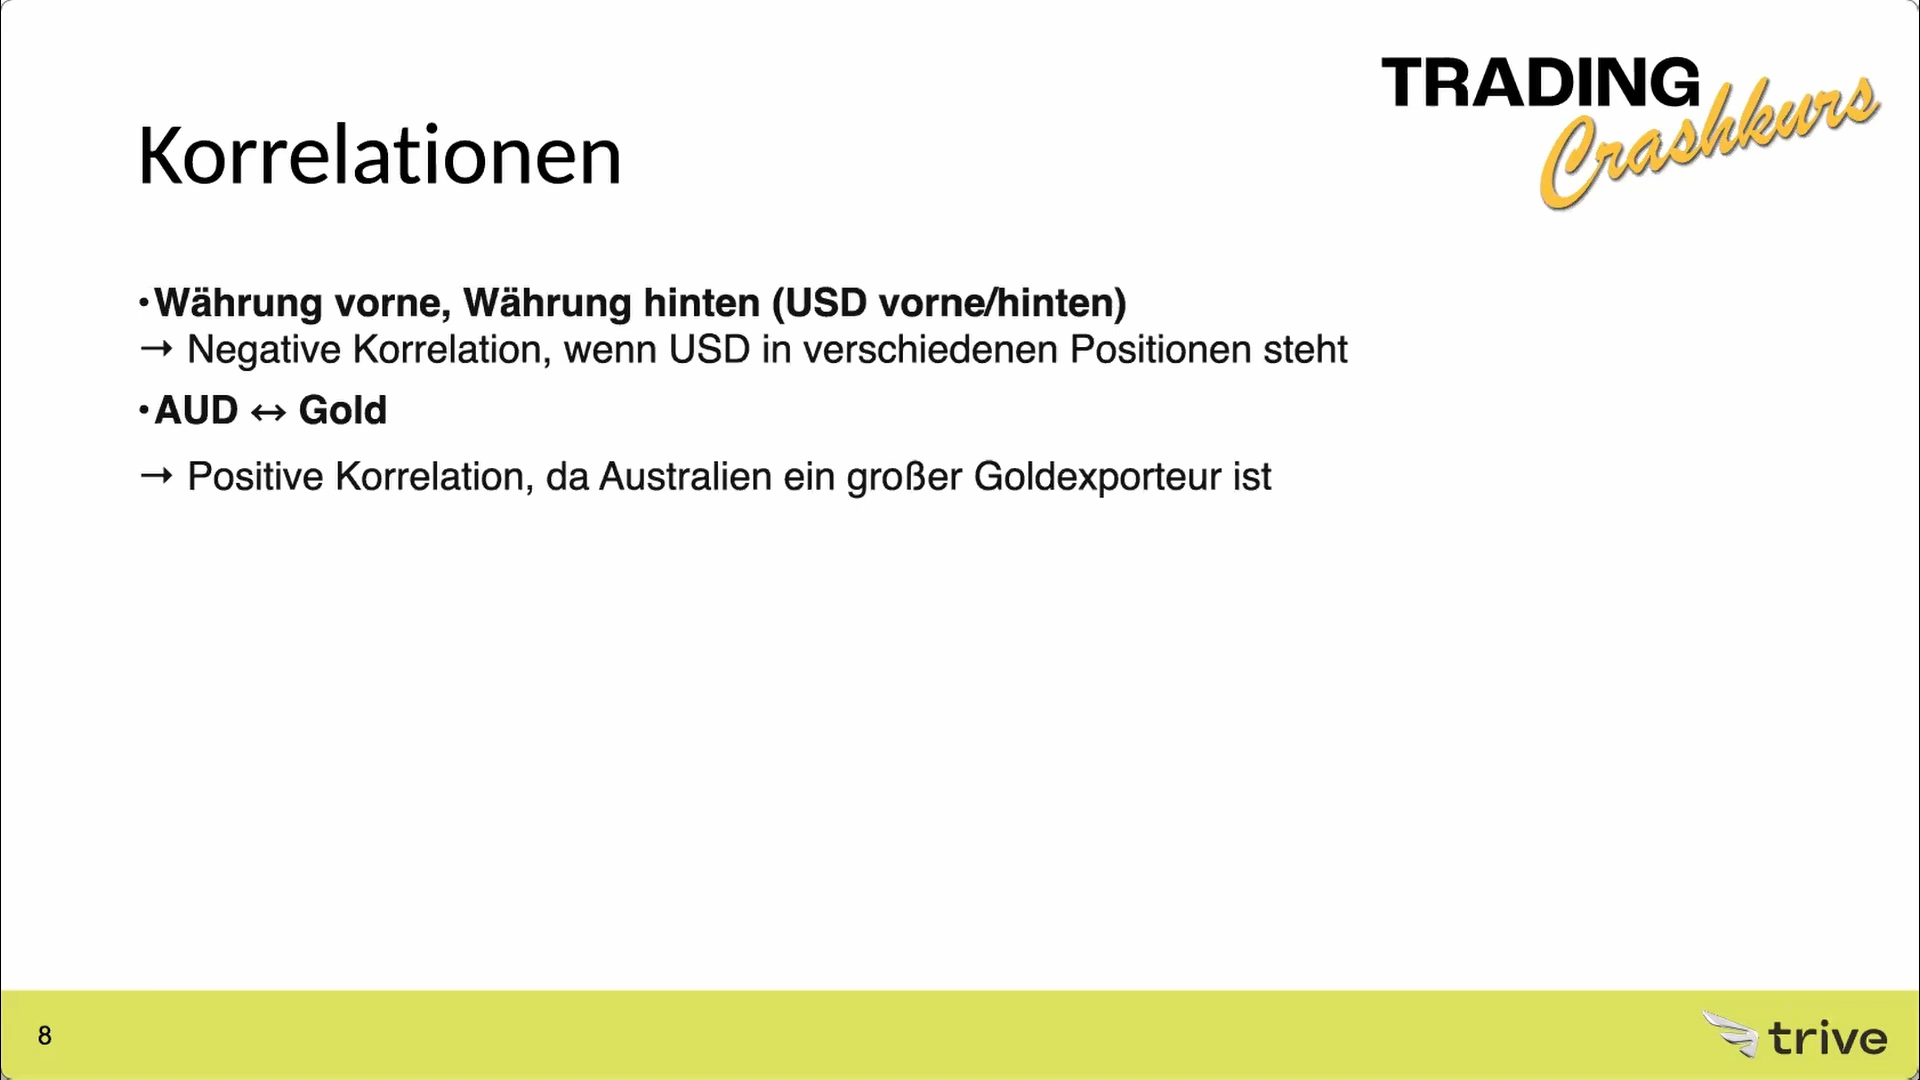 TRADING
Crashkurs
Korrelationen
•Währung vorne, Währung hinten (USD vorne/hinten)
→ Negative Korrelation, wenn USD in verschiedenen Positionen steht
•AUD ↔ Gold
→ Positive Korrelation, da Australien ein großer Goldexporteur ist
8
trive